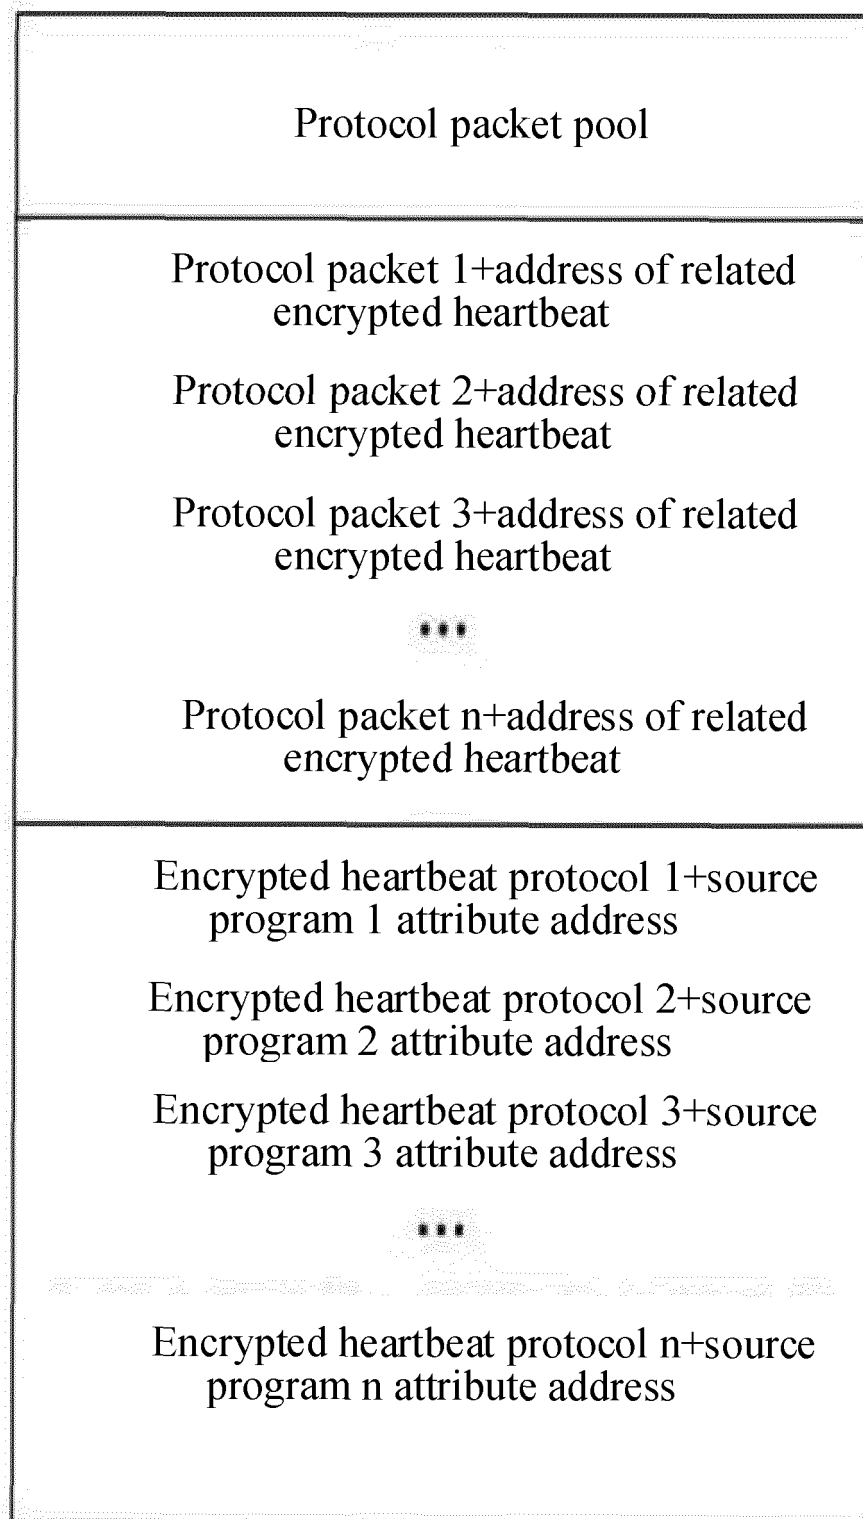 Protocol packet pool
Protocol packet 1+address of related
encrypted heartbeat
Protocol packet 2+address of related
encrypted heartbeat
Protocol packet 3+address of related
encrypted heartbeat
...
Protocol packet n+address of related
encrypted heartbeat
Encrypted heartbeat protocol 1+source
program 1 attribute address
Encrypted heartbeat protocol 2+source
program 2 attribute address
Encrypted heartbeat protocol 3+source
program 3 attribute address
...
Encrypted heartbeat protocol n+source
program n attribute address